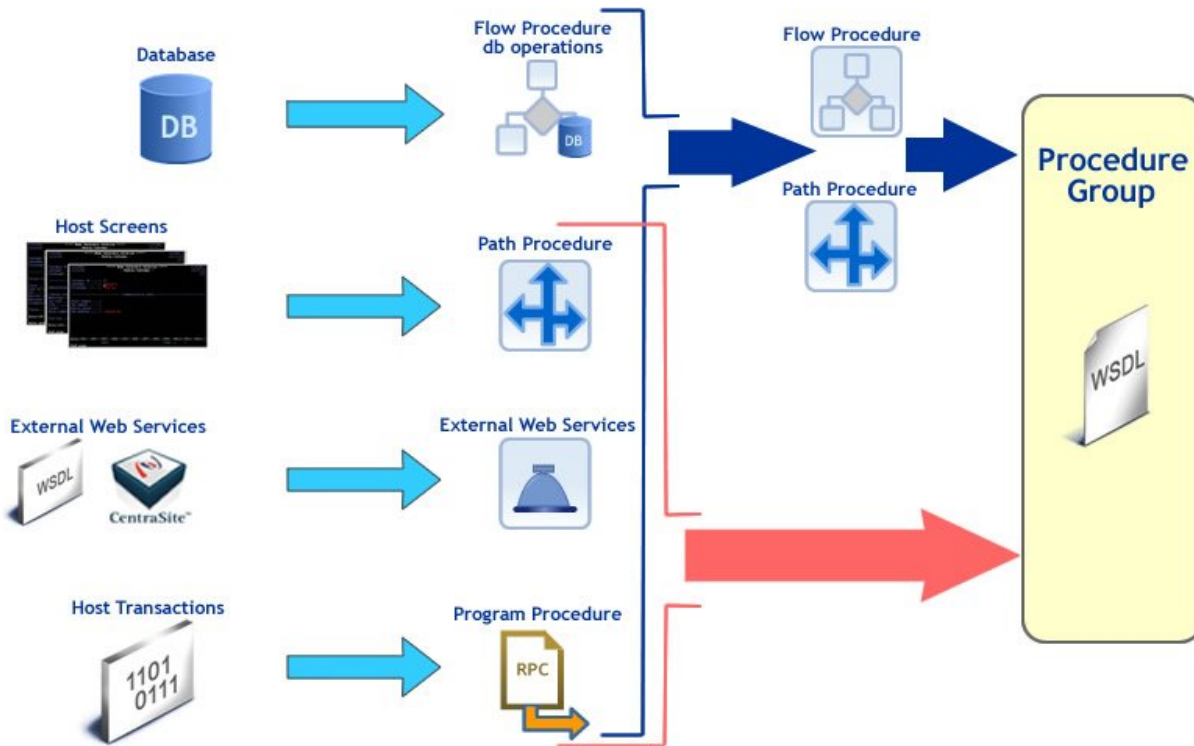 Database
DB
Flow Procedure
db operations
DB
Flow Procedure
Path Procedure
Procedure
Group
WSDL
Host Screens
Path Procedure
External Web Services
WSDL
CentraSite™
External Web Services
Host Transactions
1101
0111
Program Procedure
RPC